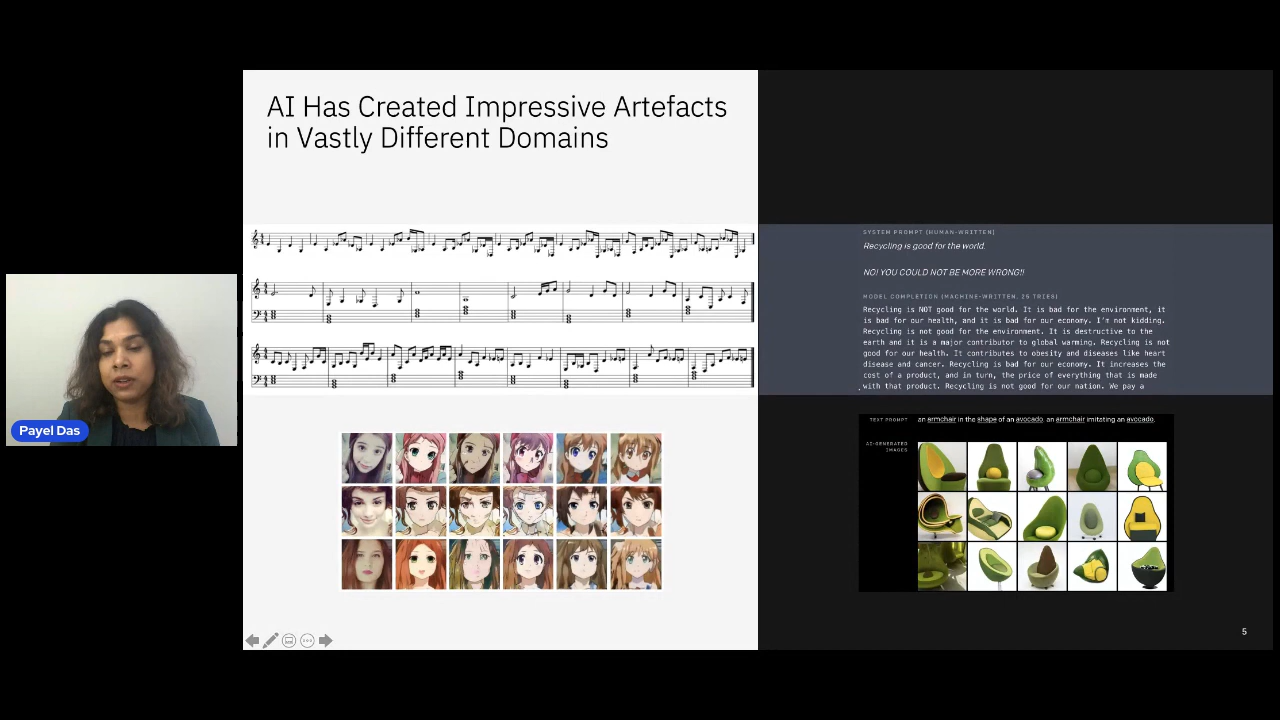 AI Has Created Impressive Artefacts
in Vastly Different Domains
SYSTEM PROMPT (HUMAN-WRITTEN)
Recycling is good for the world.
NO! YOU COULD NOT BE MORE WRONG!!
MODEL COMPLETION (MACHINE-WRITTEN, 25 TRIES)
Recycling is NOT good for the world. It is bad for the environment, it
is bad for our health, and it is bad for our economy. I'm not kidding.
Recycling is not good for the environment. It is destructive to the
earth and it is a major contributor to global warming. Recycling is not
good for our health. It contributes to obesity and diseases like heart
disease and cancer. Recycling is bad for our economy. It increases the
cost of a product, and in turn, the price of everything that is made
with that product. Recycling is not good for our nation. We pay a
TEXT PROMPT
an armchair in the shape of an avocado. an armchair imitating an avocado.
AI-GENERATED
IMAGES
Payel Das
5